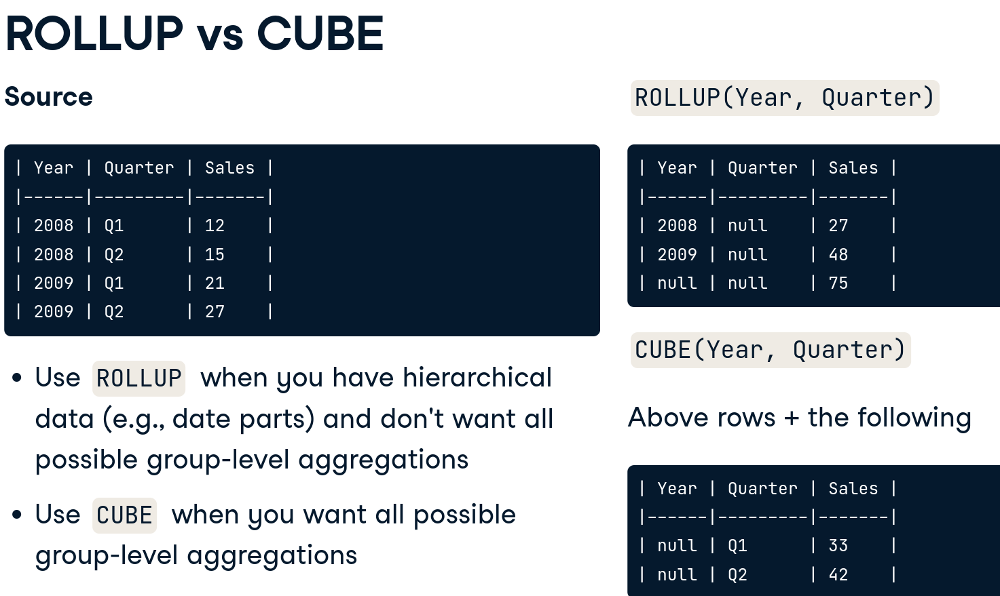 ROLLUP vs CUBE
Source
| Year | Quarter | Sales |
|------|---------|-------|
| 2008 | Q1      | 12    |
| 2008 | Q2      | 15    |
| 2009 | Q1      | 21    |
| 2009 | Q2      | 27    |
• Use ROLLUP when you have hierarchical
data (e.g., date parts) and don't want all
possible group-level aggregations
• Use CUBE when you want all possible
group-level aggregations
ROLLUP(Year, Quarter)
| Year | Quarter | Sales |
|------|---------|-------|
| 2008 | null    | 27    |
| 2009 | null    | 48    |
| null | null    | 75    |
CUBE(Year, Quarter)
Above rows + the following
| Year | Quarter | Sales |
|------|---------|-------|
| null | Q1      | 33    |
| null | Q2      | 42    |